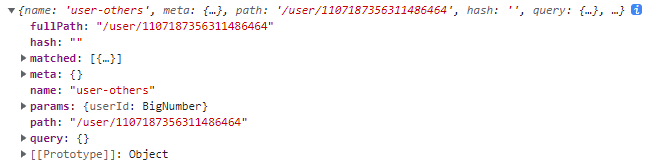 {name: 'user-others', meta: {…}, path: '/user/1107187356311486464', hash: '', query: {…}, …}
fullPath: "/user/1107187356311486464"
hash: ""
matched: [{…}]
meta: {}
name: "user-others"
params: {userId: BigNumber}
path: "/user/1107187356311486464"
query: {}
[[Prototype]]: Object